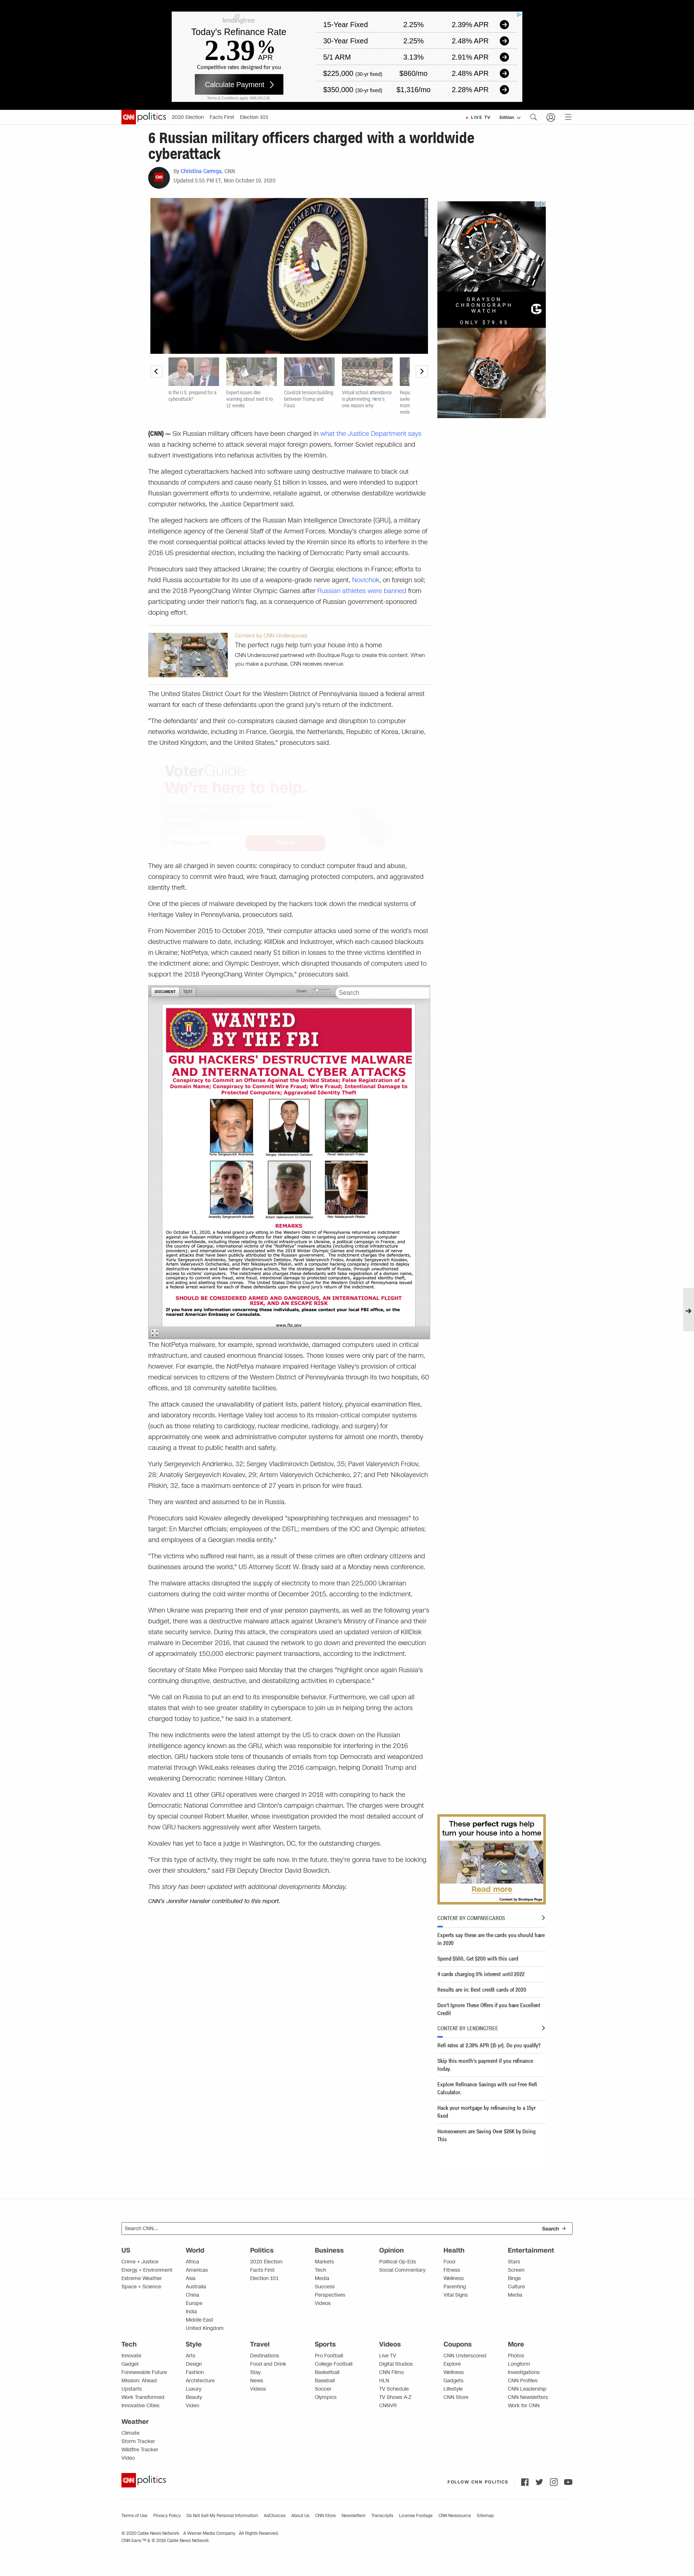 lendingtree
Today's Refinance Rate
2.39%
APR
Competitive rates designed for you
Calculate Payment
15-Year Fixed 2.25% 2.39% APR
30-Year Fixed 2.25% 2.48% APR
5/1 ARM 3.13% 2.91% APR
$225,000 (30-yr fixed) $860/mo 2.48% APR
$350,000 (30-yr fixed) $1,316/mo 2.28% APR
CNN politics 2020 Election Facts First Election 101 LIVE TV Edition
6 Russian military officers charged with a worldwide
cyberattack
By Christina Carrega, CNN
Updated 5:55 PM ET, Mon October 19, 2020
GRAYSON
CHRONOGRAPH
WATCH
ONLY $79.95
Is the U.S. prepared for a
cyberattack?
Expert issues dire
warning about next 6 to
12 weeks
Covid-19 tension building
between Trump and
Fauci
Virtual school attendance
is plummenting. Here's
one reason why
(CNN) — Six Russian military officers have been charged in what the Justice Department says
was a hacking scheme to attack several major foreign powers, former Soviet republics and
subvert investigations into nefarious activities by the Kremlin.
The alleged cyberattackers hacked into software using destructive malware to black out
thousands of computers and cause nearly $1 billion in losses, and were intended to support
Russian government efforts to undermine, retaliate against, or otherwise destabilize worldwide
computer networks, the Justice Department said.
The alleged hackers are officers of the Russian Main Intelligence Directorate (GRU), a military
intelligence agency of the General Staff of the Armed Forces. Monday's charges allege some of
the most consequential political attacks levied by the Kremlin since its efforts to interfere in the
2016 US presidential election, including the hacking of Democratic Party email accounts.
Prosecutors said they attacked Ukraine; the country of Georgia; elections in France; efforts to
hold Russia accountable for its use of a weapons-grade nerve agent, Novichok, on foreign soil;
and the 2018 PyeongChang Winter Olympic Games after Russian athletes were banned from
participating under their nation's flag, as a consequence of Russian government-sponsored
doping effort.
Content by CNN Underscored
The perfect rugs help turn your house into a home
CNN Underscored partnered with Boutique Rugs to create this content. When
you make a purchase, CNN receives revenue.
The United States District Court for the Western District of Pennsylvania issued a federal arrest
warrant for each of these defendants upon the grand jury's return of the indictment.
"The defendants' and their co-conspirators caused damage and disruption to computer
networks worldwide, including in France, Georgia, the Netherlands, Republic of Korea, Ukraine,
the United Kingdom, and the United States," prosecutors said.
VoterGuide
We're here to help.
They are all charged in seven counts: conspiracy to conduct computer fraud and abuse,
conspiracy to commit wire fraud, wire fraud, damaging protected computers, and aggravated
identity theft.
One of the pieces of malware developed by the hackers took down the medical systems of
Heritage Valley in Pennsylvania, prosecutors said.
From November 2015 to October 2019, "their computer attacks used some of the world's most
destructive malware to date, including: KillDisk and Industroyer, which each caused blackouts
in Ukraine; NotPetya, which caused nearly $1 billion in losses to the three victims identified in
the indictment alone; and Olympic Destroyer, which disrupted thousands of computers used to
support the 2018 PyeongChang Winter Olympics," prosecutors said.
DOCUMENT TEXT Zoom Search
WANTED
BY THE FBI
GRU HACKERS' DESTRUCTIVE MALWARE
AND INTERNATIONAL CYBER ATTACKS
Conspiracy to Commit an Offense Against the United States; False Registration of a
Domain Name; Conspiracy to Commit Wire Fraud; Wire Fraud; Intentional Damage to
Protected Computers; Aggravated Identity Theft
Yuriy Sergeyevich Andrienko Sergey Vladimirovich Detistov Pavel Valeryevich Frolov
Anatoliy Sergeyevich Kovalev Artem Valeryevich Ochichenko Petr Nikolayevich Pliskin
REMARKS
SHOULD BE CONSIDERED ARMED AND DANGEROUS, AN INTERNATIONAL FLIGHT
RISK, AND AN ESCAPE RISK
If you have any information concerning these individuals, please contact your local FBI office, or the
nearest American Embassy or Consulate.
www.fbi.gov
The NotPetya malware, for example, spread worldwide, damaged computers used in critical
infrastructure, and caused enormous financial losses. Those losses were only part of the harm,
however. For example, the NotPetya malware impaired Heritage Valley's provision of critical
medical services to citizens of the Western District of Pennsylvania through its two hospitals, 60
offices, and 18 community satellite facilities.
The attack caused the unavailability of patient lists, patient history, physical examination files,
and laboratory records. Heritage Valley lost access to its mission-critical computer systems
(such as those relating to cardiology, nuclear medicine, radiology, and surgery) for
approximately one week and administrative computer systems for almost one month, thereby
causing a threat to public health and safety.
Yuriy Sergeyevich Andrienko, 32; Sergey Vladimirovich Detistov, 35; Pavel Valeryevich Frolov,
28; Anatoliy Sergeyevich Kovalev, 29; Artem Valeryevich Ochichenko, 27; and Petr Nikolayevich
Pliskin, 32, face a maximum sentence of 27 years in prison for wire fraud.
They are wanted and assumed to be in Russia.
Prosecutors said Kovalev allegedly developed "spearphishing techniques and messages" to
target: En Marche! officials; employees of the DSTL; members of the IOC and Olympic athletes;
and employees of a Georgian media entity."
"The victims who suffered real harm, as a result of these crimes are often ordinary citizens and
businesses around the world," US Attorney Scott W. Brady said at a Monday news conference.
The malware attacks disrupted the supply of electricity to more than 225,000 Ukrainian
customers during the cold winter months of December 2015, according to the indictment.
When Ukraine was preparing their end of year pension payments, as well as the following year's
budget, there was a destructive malware attack against Ukraine's Ministry of Finance and their
state security service. During this attack, the conspirators used an updated version of KillDisk
malware in December 2016, that caused the network to go down and prevented the execution
of approximately 150,000 electronic payment transactions, according to the indictment.
Secretary of State Mike Pompeo said Monday that the charges "highlight once again Russia's
continuing disruptive, destructive, and destabilizing activities in cyberspace."
"We call on Russia to put an end to its irresponsible behavior. Furthermore, we call upon all
states that wish to see greater stability in cyberspace to join us in helping bring the actors
charged today to justice," he said in a statement.
The new indictments were the latest attempt by the US to crack down on the Russian
intelligence agency known as the GRU, which was responsible for interfering in the 2016
election. GRU hackers stole tens of thousands of emails from top Democrats and weaponized
material through WikiLeaks releases during the 2016 campaign, helping Donald Trump and
weakening Democratic nominee Hillary Clinton.
Kovalev and 11 other GRU operatives were charged in 2018 with conspiring to hack the
Democratic National Committee and Clinton's campaign chairman. The charges were brought
by special counsel Robert Mueller, whose investigation provided the most detailed account of
how GRU hackers aggressively went after Western targets.
Kovalev has yet to face a judge in Washington, DC, for the outstanding charges.
"For this type of activity, they might be safe now. In the future, they're gonna have to be looking
over their shoulders," said FBI Deputy Director David Bowdich.
This story has been updated with additional developments Monday.
CNN's Jennifer Hansler contributed to this report.
These perfect rugs help
turn your house into a home
Read more
Content by Boutique Rugs
CONTENT BY COMPARECARDS
Experts say these are the cards you should have
in 2020
Spend $500, Get $200 with this card
4 cards charging 0% interest until 2022
Results are in: Best credit cards of 2020
Don't Ignore These Offers if you have Excellent
Credit
CONTENT BY LENDINGTREE
Refi rates at 2.39% APR (15 yr). Do you qualify?
Skip this month's payment if you refinance
today.
Explore Refinance Savings with our Free Refi
Calculator.
Hack your mortgage by refinancing to a 15yr
fixed
Homeowners are Saving Over $26K by Doing
This
Search CNN... Search
US
Crime + Justice
Energy + Environment
Extreme Weather
Space + Science
World
Africa
Americas
Asia
Australia
China
Europe
India
Middle East
United Kingdom
Politics
2020 Election
Facts First
Election 101
Business
Markets
Tech
Media
Success
Perspectives
Videos
Opinion
Political Op-Eds
Social Commentary
Health
Food
Fitness
Wellness
Parenting
Vital Signs
Entertainment
Stars
Screen
Binge
Culture
Media
Tech
Innovate
Gadget
Foreseeable Future
Mission: Ahead
Upstarts
Work Transformed
Innovative Cities
Style
Arts
Design
Fashion
Architecture
Luxury
Beauty
Video
Travel
Destinations
Food and Drink
Stay
News
Videos
Sports
Pro Football
College Football
Basketball
Baseball
Soccer
Olympics
Videos
Live TV
Digital Studios
CNN Films
HLN
TV Schedule
TV Shows A-Z
CNNVR
Coupons
CNN Underscored
Explore
Wellness
Gadgets
Lifestyle
CNN Store
More
Photos
Longform
Investigations
CNN Profiles
CNN Leadership
CNN Newsletters
Work for CNN
Weather
Climate
Storm Tracker
Wildfire Tracker
Video
CNN politics
FOLLOW CNN POLITICS
Terms of Use Privacy Policy Do Not Sell My Personal Information AdChoices About Us CNN Store Newsletters Transcripts License Footage CNN Newsource Sitemap
© 2020 Cable News Network. A Warner Media Company. All Rights Reserved.
CNN Sans ™ & © 2016 Cable News Network.